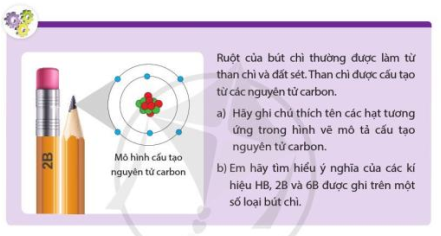 Ruột của bút chì thường được làm từ
than chì và đất sét. Than chì được cấu tạo
từ các nguyên tử carbon.
a) Hãy ghi chú thích tên các hạt tương
ứng trong hình vẽ mô tả cấu tạo
nguyên tử carbon.
b) Em hãy tìm hiểu ý nghĩa của các kí
hiệu HB, 2B và 6B được ghi trên một
số loại bút chì.
2B
Mô hình cấu tạo
nguyên tử carbon